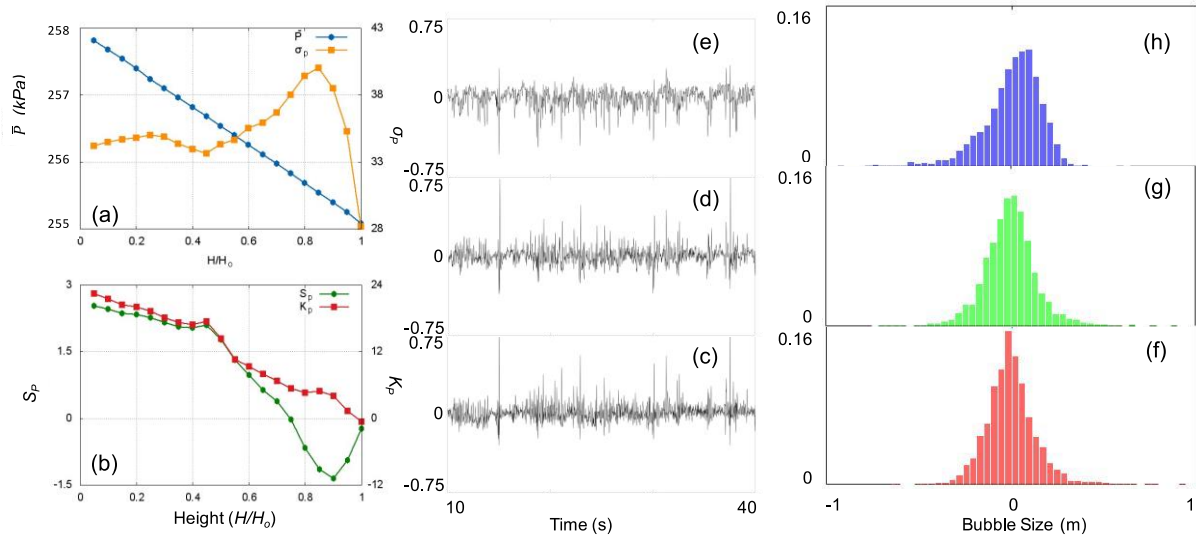 258
257
256
255
P̄ (kPa)
43
40
38
34
28
σₚ
P̄
σₚ
(a)
0 0.2 0.4 0.6 0.8 1
H/Hₒ
3
1.5
0
-1.5
Sₚ
24
12
0
-12
Kₚ
Sₚ
Kₚ
(b)
0 0.2 0.4 0.6 0.8 1
Height (H/Hₒ)
0.75
0
-0.75
(e)
0.75
0
-0.75
(d)
0.75
0
-0.75
(c)
10 40
Time (s)
0.16
0
(h)
0.16
0
(g)
0.16
0
(f)
-1 0 1
Bubble Size (m)